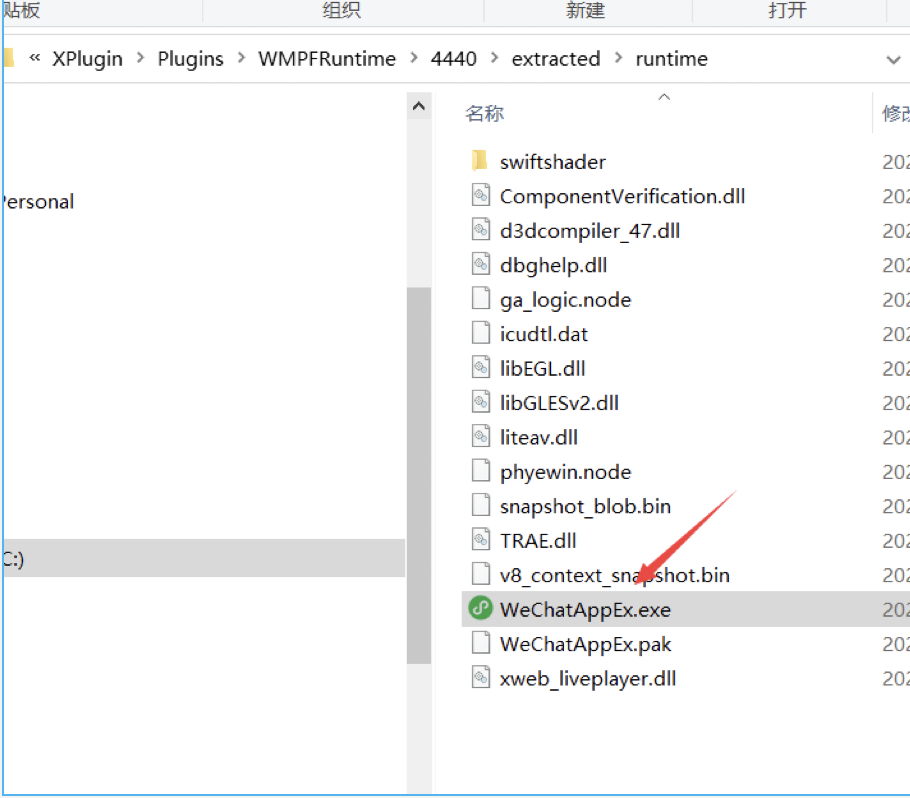 贴板 组织 新建 打开
« XPlugin > Plugins > WMPFRuntime > 4440 > extracted > runtime
名称 修改
swiftshader 202
Personal
ComponentVerification.dll 202
d3dcompiler_47.dll 202
dbghelp.dll 202
ga_logic.node 202
icudtl.dat 202
libEGL.dll 202
libGLESv2.dll 202
liteav.dll 202
phyewin.node 202
snapshot_blob.bin 202
TRAE.dll 202
C:)
v8_context_snapshot.bin 202
WeChatAppEx.exe 202
WeChatAppEx.pak 202
xweb_liveplayer.dll 202